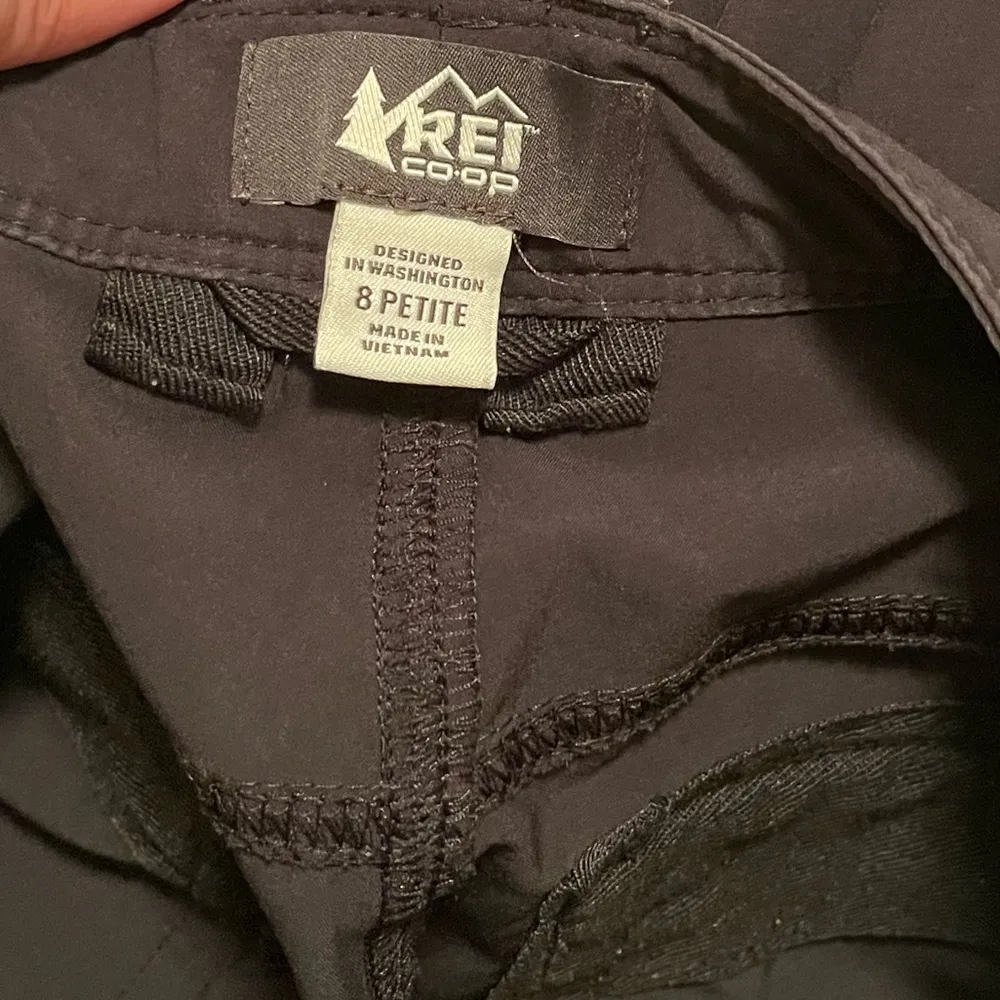 REI
CO·OP
DESIGNED
IN WASHINGTON
8 PETITE
MADE IN
VIETNAM